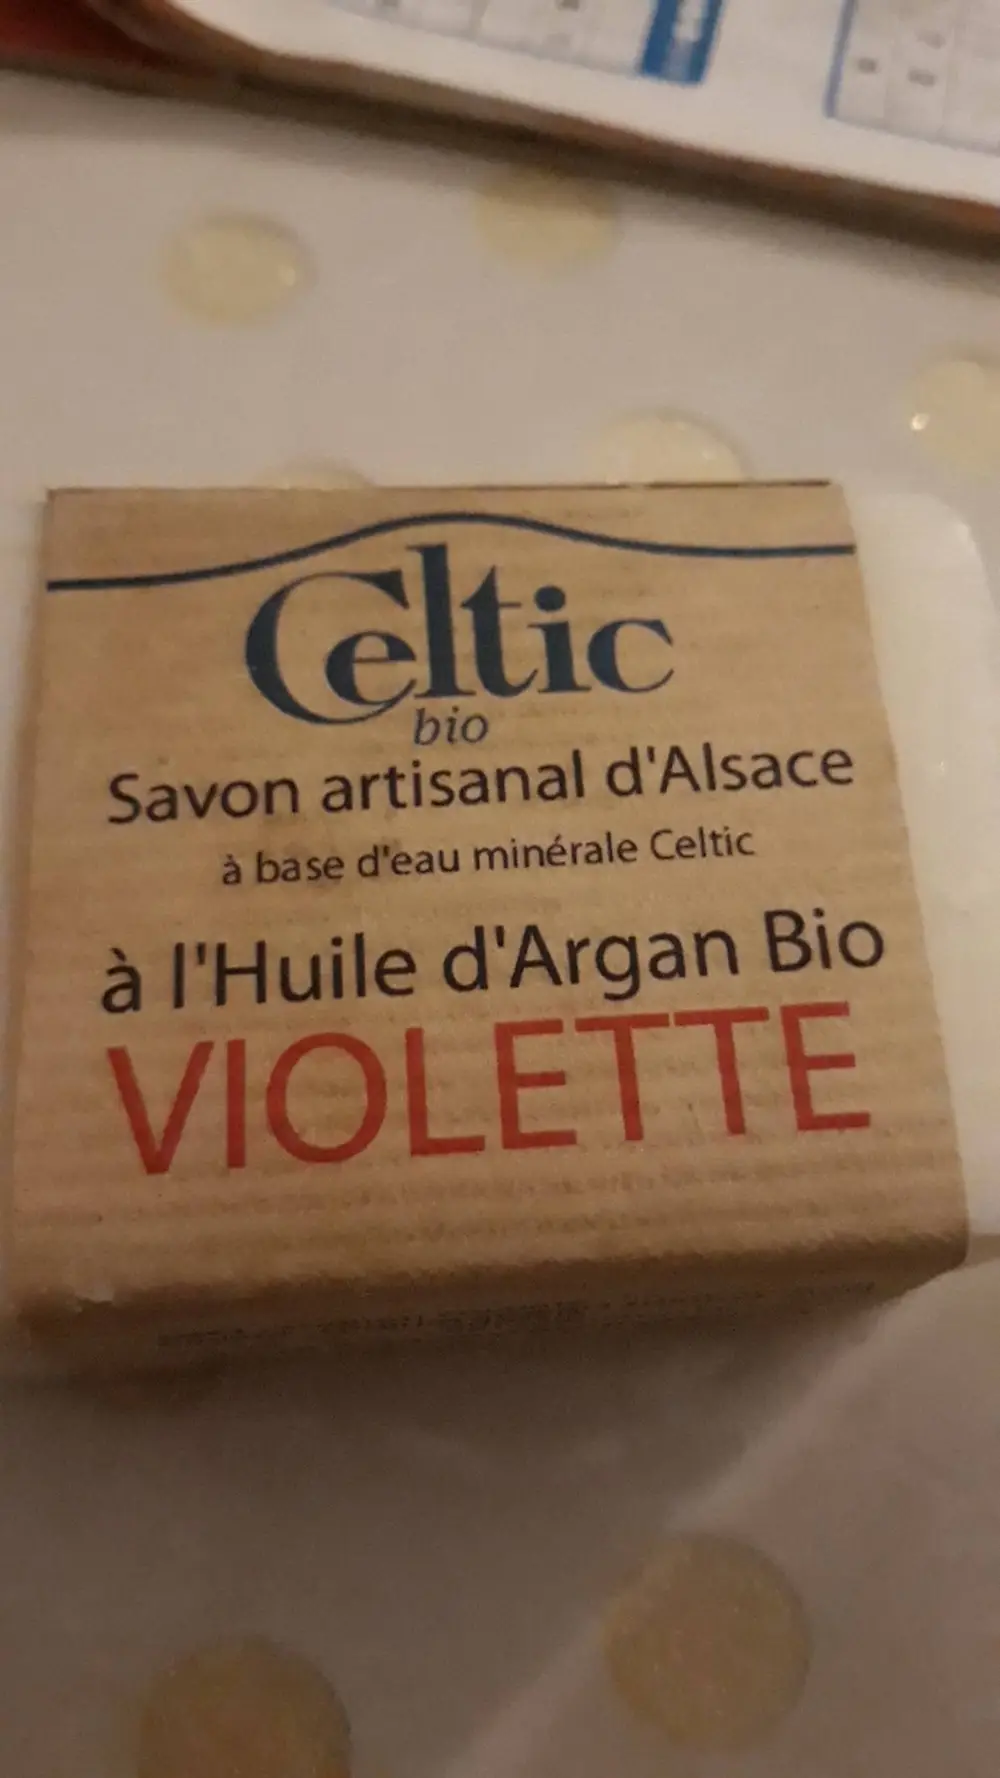 Celtic
bio
Savon artisanal d'Alsace
à base d'eau minérale Celtic
à l'Huile d'Argan Bio
VIOLETTE